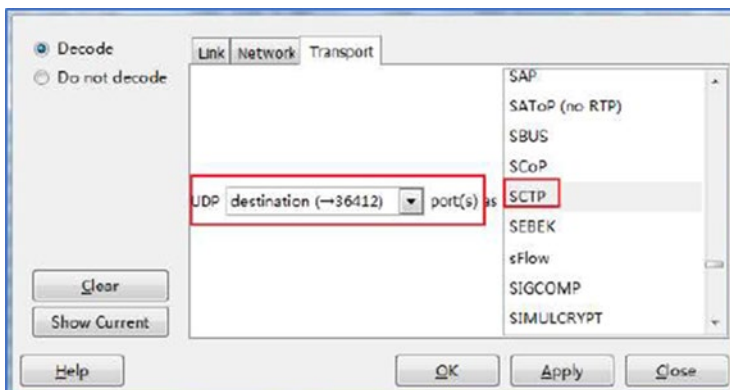 Decode
Do not decode
Link Network Transport
SAP
SAToP (no RTP)
SBUS
SCoP
UDP destination (→36412) port(s) as SCTP
SEBEK
sFlow
SIGCOMP
SIMULCRYPT
Clear
Show Current
Help OK Apply Close